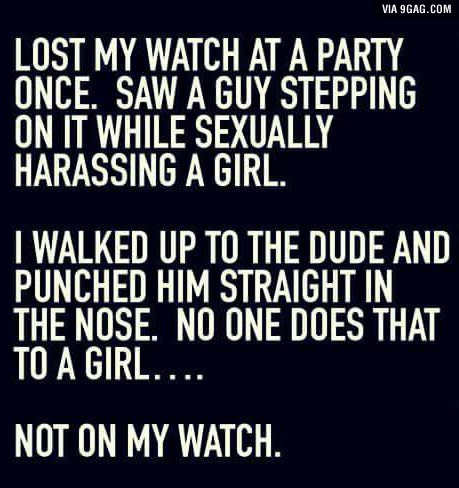 VIA 9GAG.COM
LOST MY WATCH AT A PARTY
ONCE. SAW A GUY STEPPING
ON IT WHILE SEXUALLY
HARASSING A GIRL.
I WALKED UP TO THE DUDE AND
PUNCHED HIM STRAIGHT IN
THE NOSE. NO ONE DOES THAT
TO A GIRL....
NOT ON MY WATCH.